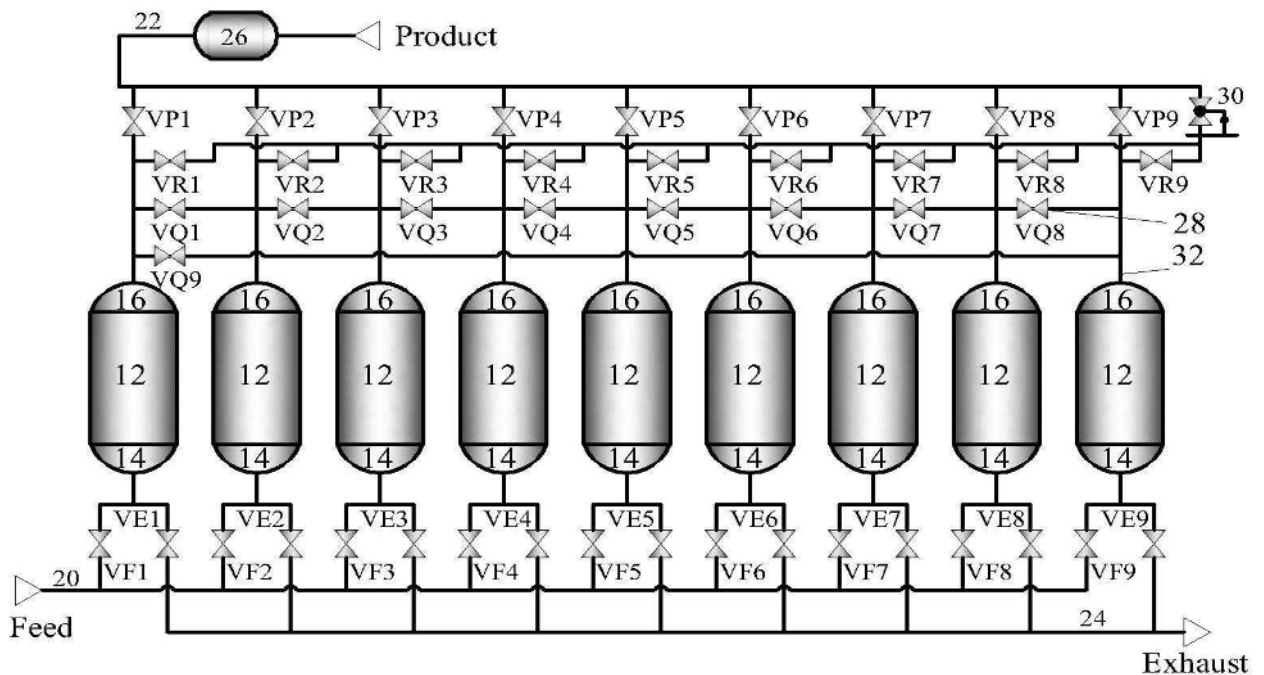 22
26
Product
30
VP1 VP2 VP3 VP4 VP5 VP6 VP7 VP8 VP9
VR1 VR2 VR3 VR4 VR5 VR6 VR7 VR8 VR9
VQ1 VQ2 VQ3 VQ4 VQ5 VQ6 VQ7 VQ8
28
VQ9
32
16 16 16 16 16 16 16 16 16
12 12 12 12 12 12 12 12 12
14 14 14 14 14 14 14 14 14
VE1 VE2 VE3 VE4 VE5 VE6 VE7 VE8 VE9
20
VF1 VF2 VF3 VF4 VF5 VF6 VF7 VF8 VF9
Feed
24
Exhaust